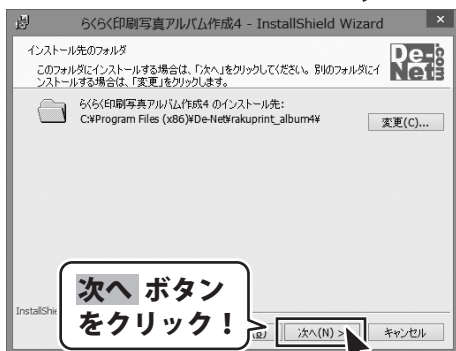 らくらく印刷写真アルバム作成4 - InstallShield Wizard
×
インストール先のフォルダ
このフォルダにインストールする場合は、「次へ」をクリックしてください。別のフォルダにイ
ンストールする場合は、「変更」をクリックします。
De-Net.com
らくらく印刷写真アルバム作成4 のインストール先:
C:¥Program Files (x86)¥De-Net¥rakuprint_album4¥
変更(C)...
次へ ボタン
をクリック!
次へ(N) >
キャンセル